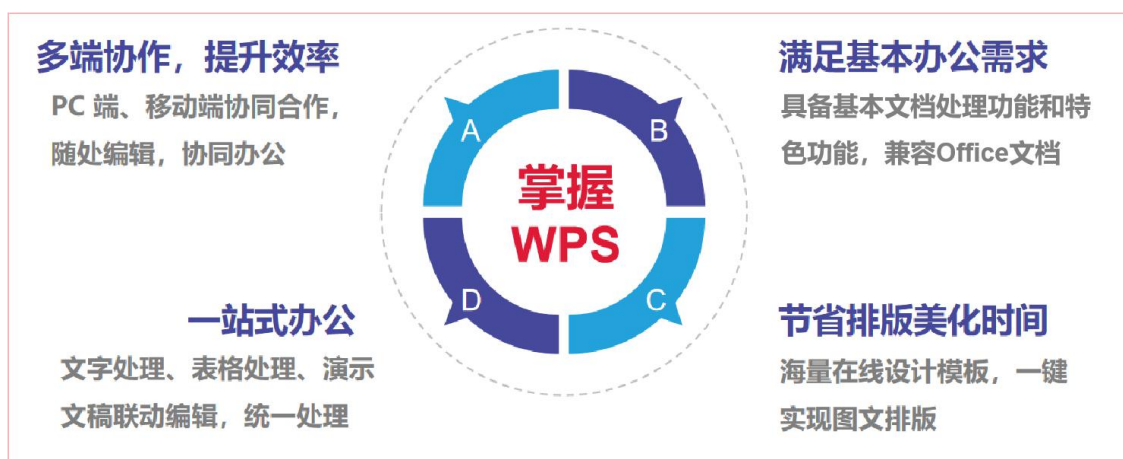 多端协作，提升效率
PC 端、移动端协同合作，
随处编辑，协同办公
A
B
满足基本办公需求
具备基本文档处理功能和特
色功能，兼容Office文档
掌握
WPS
D
C
一站式办公
文字处理、表格处理、演示
文稿联动编辑，统一处理
节省排版美化时间
海量在线设计模板，一键
实现图文排版